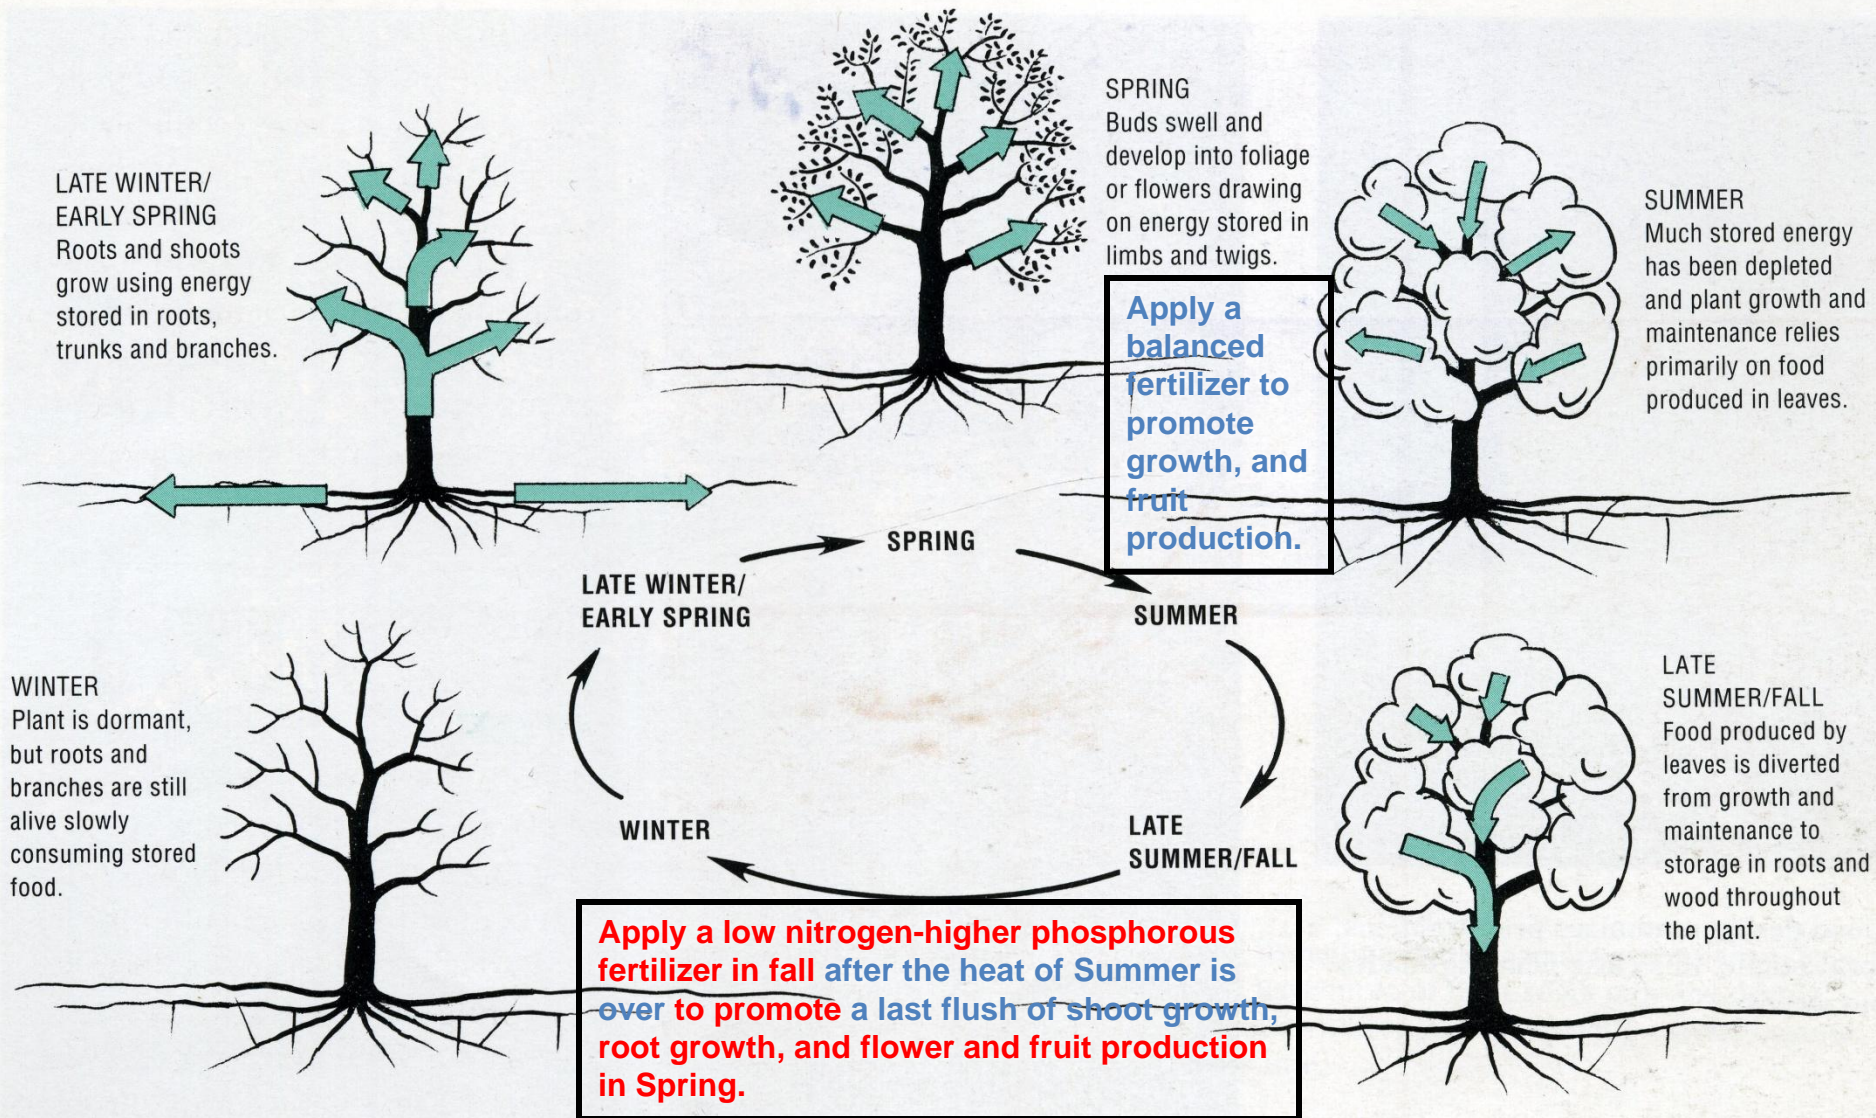 LATE WINTER/
EARLY SPRING
Roots and shoots
grow using energy
stored in roots,
trunks and branches.
SPRING
Buds swell and
develop into foliage
or flowers drawing
on energy stored in
limbs and twigs.
Apply a
balanced
fertilizer to
promote
growth, and
fruit
production.
SUMMER
Much stored energy
has been depleted
and plant growth and
maintenance relies
primarily on food
produced in leaves.
SPRING
LATE WINTER/
EARLY SPRING
SUMMER
WINTER
LATE
SUMMER/FALL
WINTER
Plant is dormant,
but roots and
branches are still
alive slowly
consuming stored
food.
LATE
SUMMER/FALL
Food produced by
leaves is diverted
from growth and
maintenance to
storage in roots and
wood throughout
the plant.
Apply a low nitrogen-higher phosphorous
fertilizer in fall after the heat of Summer is
over to promote a last flush of shoot growth,
root growth, and flower and fruit production
in Spring.